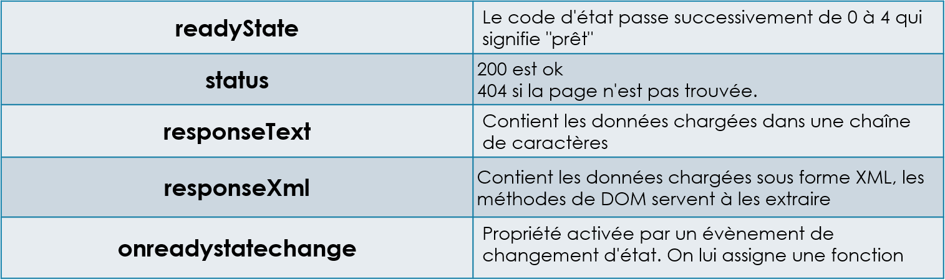 readyState
Le code d'état passe successivement de 0 à 4 qui
signifie "prêt"
status
200 est ok
404 si la page n'est pas trouvée.
responseText
Contient les données chargées dans une chaîne
de caractères
responseXml
Contient les données chargées sous forme XML, les
méthodes de DOM servent à les extraire
onreadystatechange
Propriété activée par un évènement de
changement d'état. On lui assigne une fonction